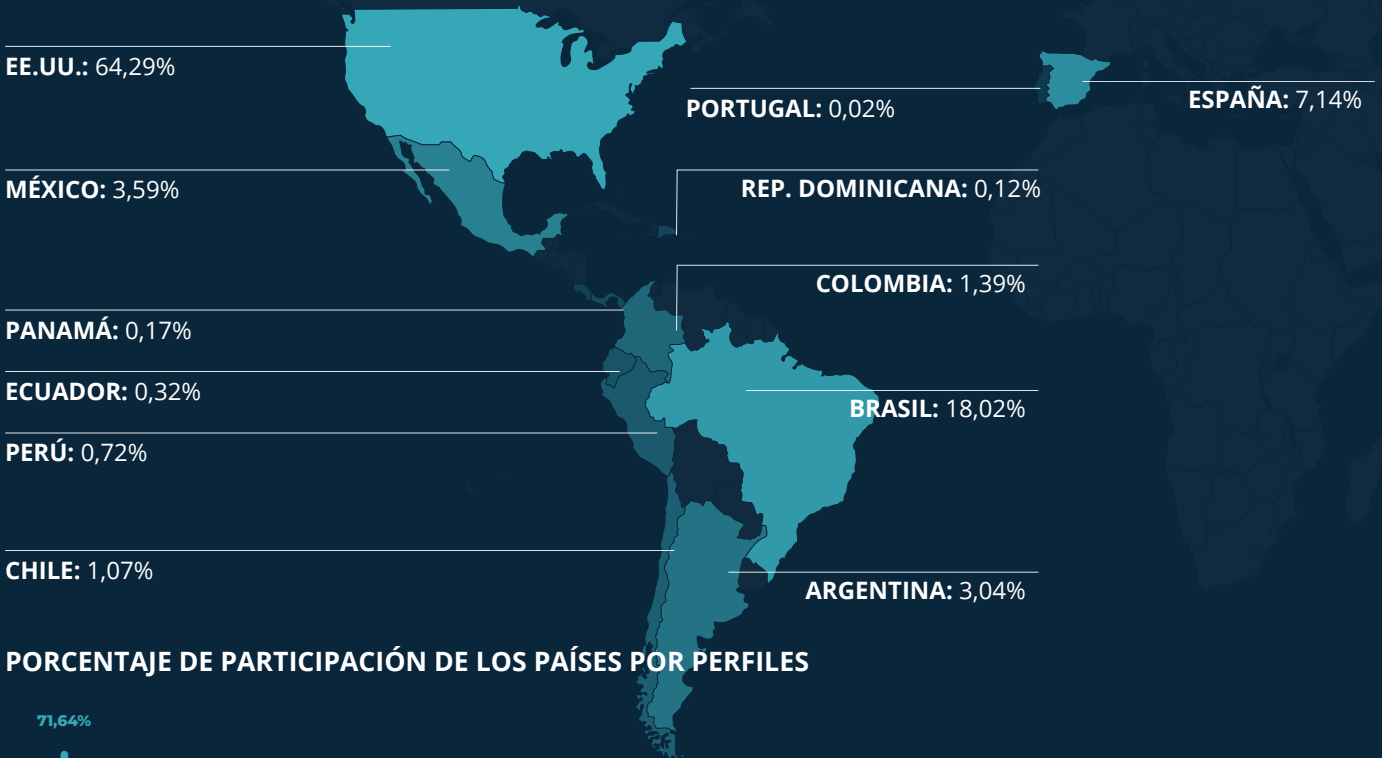 EE.UU.: 64,29%
PORTUGAL: 0,02%
ESPAÑA: 7,14%
MÉXICO: 3,59%
REP. DOMINICANA: 0,12%
COLOMBIA: 1,39%
PANAMÁ: 0,17%
ECUADOR: 0,32%
BRASIL: 18,02%
PERÚ: 0,72%
CHILE: 1,07%
ARGENTINA: 3,04%
PORCENTAJE DE PARTICIPACIÓN DE LOS PAÍSES POR PERFILES
71,64%